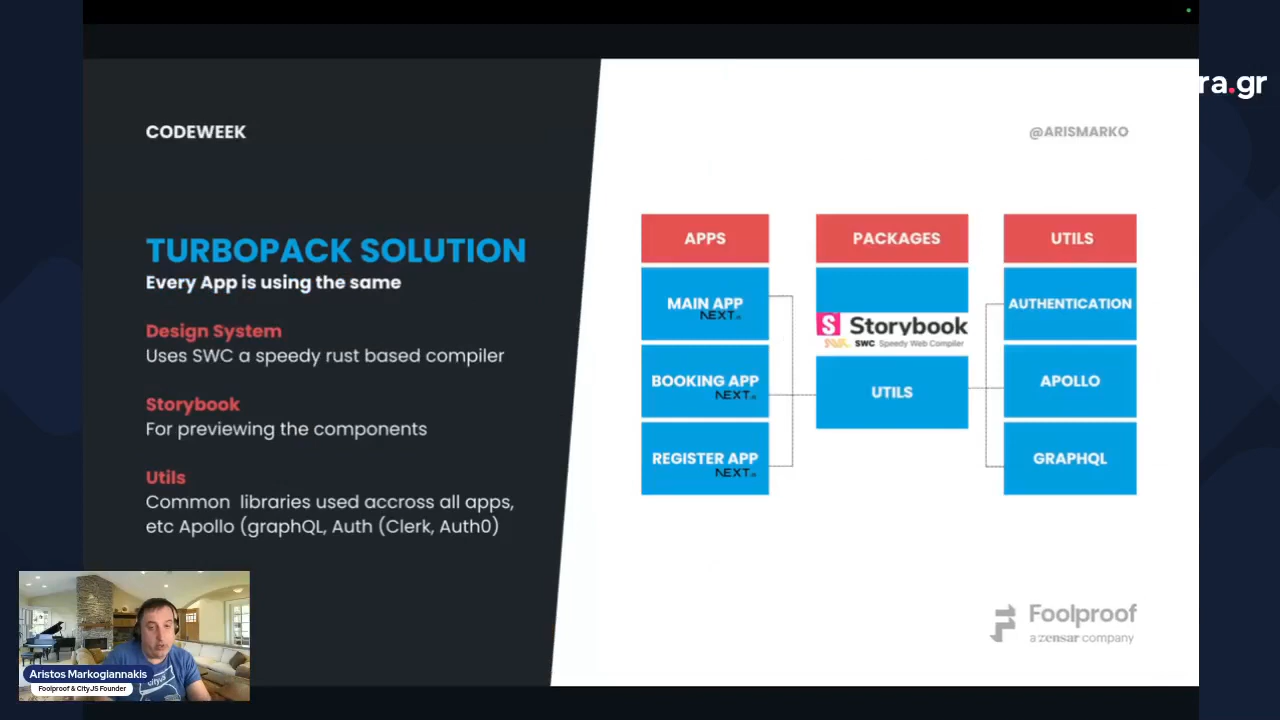 ra.gr
CODEWEEK
@ARISMARKO
TURBOPACK SOLUTION
Every App is using the same
Design System
Uses SWC a speedy rust based compiler
Storybook
For previewing the components
Utils
Common libraries used accross all apps,
etc Apollo (graphQL, Auth (Clerk, Auth0)
APPS
MAIN APP
NEXT.JS
BOOKING APP
NEXT.JS
REGISTER APP
NEXT.JS
PACKAGES
S Storybook
SWC Speedy Web Compiler
UTILS
UTILS
AUTHENTICATION
APOLLO
GRAPHQL
Foolproof
a zensar company
cityJS
Aristos Markogiannakis
Foolproof & CityJS Founder